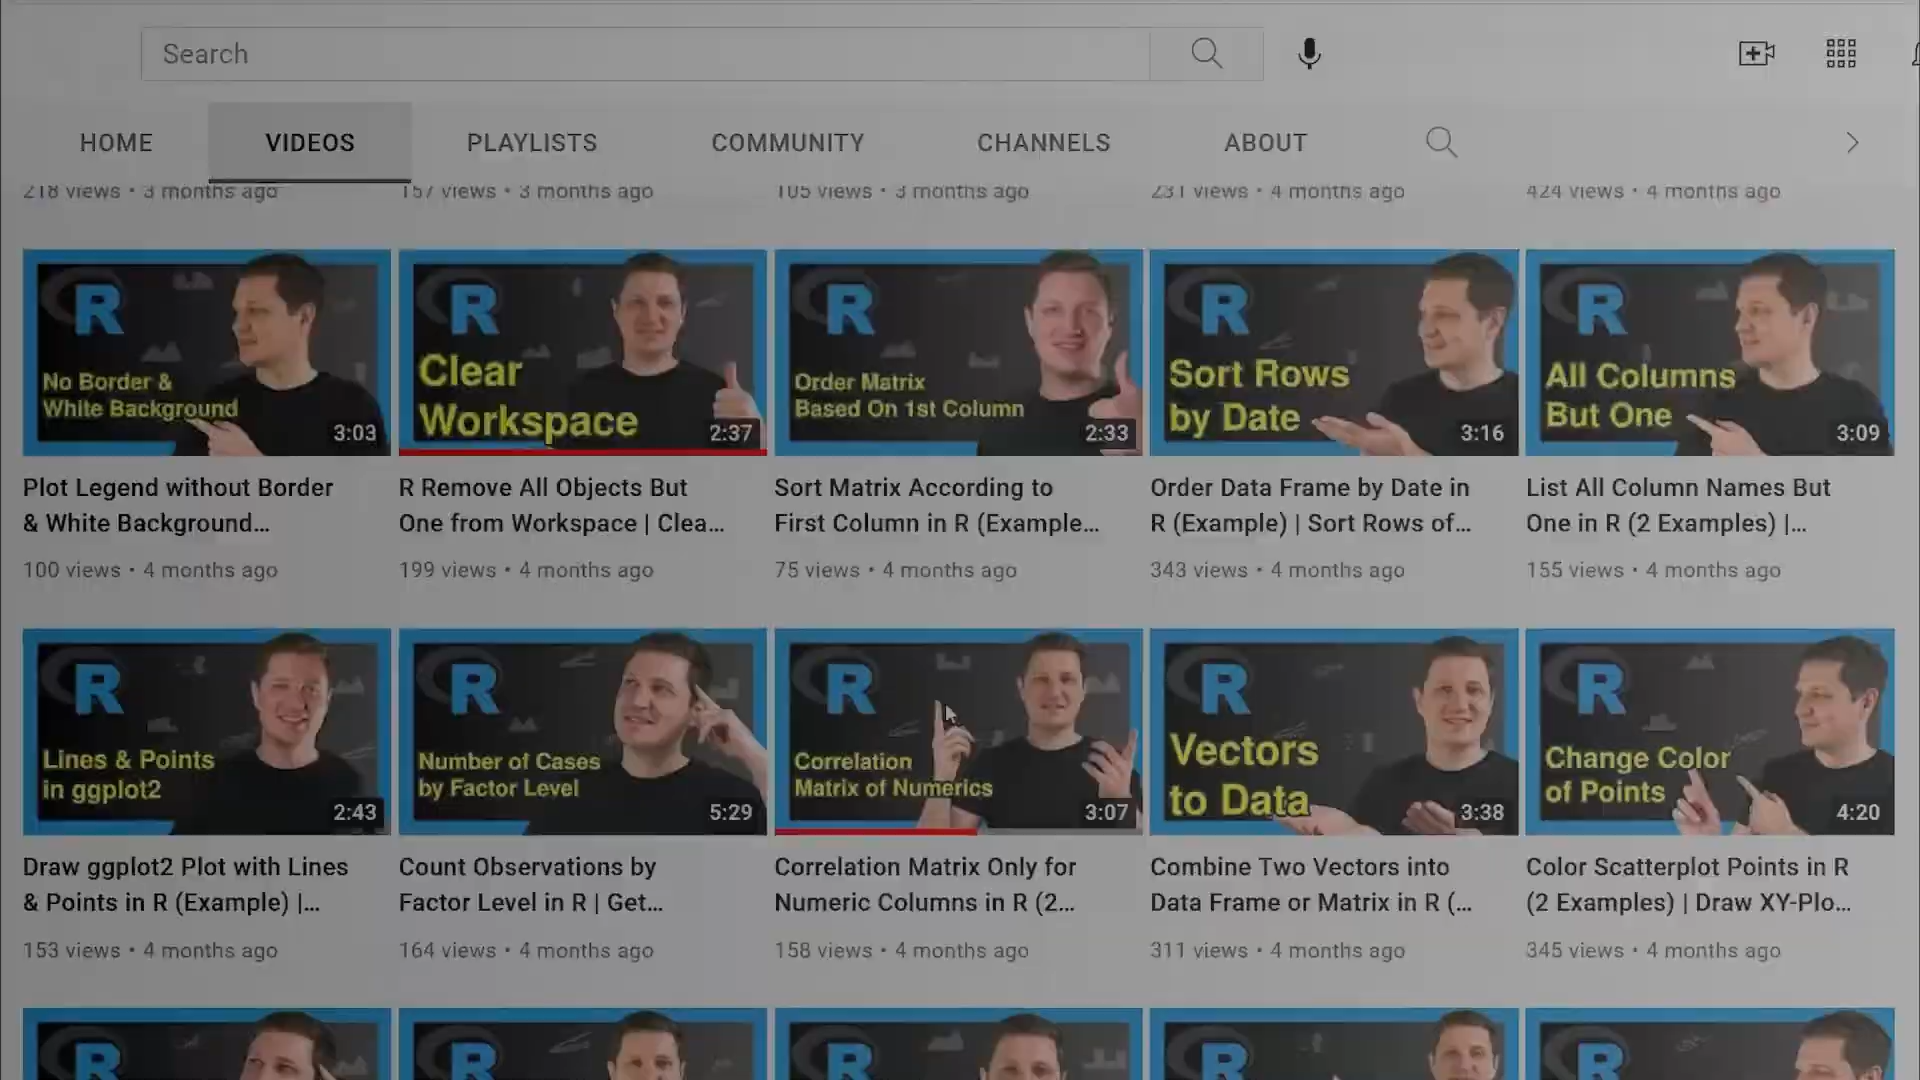 Search
HOME VIDEOS PLAYLISTS COMMUNITY CHANNELS ABOUT
218 views • 3 months ago
157 views • 3 months ago
105 views • 3 months ago
231 views • 4 months ago
424 views • 4 months ago
R
No Border &
White Background
3:03
R
Clear
Workspace
2:37
R
Order Matrix
Based On 1st Column
2:33
R
Sort Rows
by Date
3:16
R
All Columns
But One
3:09
Plot Legend without Border
& White Background...
100 views • 4 months ago
R Remove All Objects But
One from Workspace | Clea...
199 views • 4 months ago
Sort Matrix According to
First Column in R (Example...
75 views • 4 months ago
Order Data Frame by Date in
R (Example) | Sort Rows of...
343 views • 4 months ago
List All Column Names But
One in R (2 Examples) |...
155 views • 4 months ago
R
Lines & Points
in ggplot2
2:43
R
Number of Cases
by Factor Level
5:29
R
Correlation
Matrix of Numerics
3:07
R
Vectors
to Data
3:38
R
Change Color
of Points
4:20
Draw ggplot2 Plot with Lines
& Points in R (Example) |...
153 views • 4 months ago
Count Observations by
Factor Level in R | Get...
164 views • 4 months ago
Correlation Matrix Only for
Numeric Columns in R (2...
158 views • 4 months ago
Combine Two Vectors into
Data Frame or Matrix in R (...
311 views • 4 months ago
Color Scatterplot Points in R
(2 Examples) | Draw XY-Plo...
345 views • 4 months ago
R
R
R
R
R